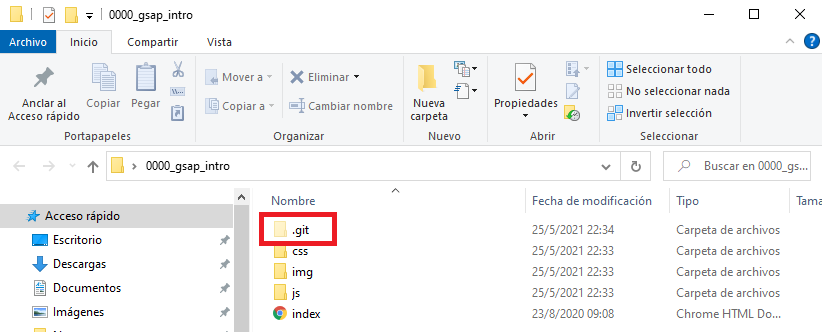 0000_gsap_intro
Archivo Inicio Compartir Vista
Anclar al Acceso rápido
Copiar
Pegar
Portapapeles
Mover a
Copiar a
Eliminar
Cambiar nombre
Organizar
Nueva carpeta
Nuevo
Propiedades
Abrir
Seleccionar todo
No seleccionar nada
Invertir selección
Seleccionar
0000_gsap_intro
Buscar en 0000_gs...
Acceso rápido
Escritorio
Descargas
Documentos
Imágenes
Nombre Fecha de modificación Tipo Tama
.git 25/5/2021 22:34 Carpeta de archivos
css 25/5/2021 22:33 Carpeta de archivos
img 25/5/2021 22:33 Carpeta de archivos
js 25/5/2021 22:33 Carpeta de archivos
index 23/8/2020 09:08 Chrome HTML Do...